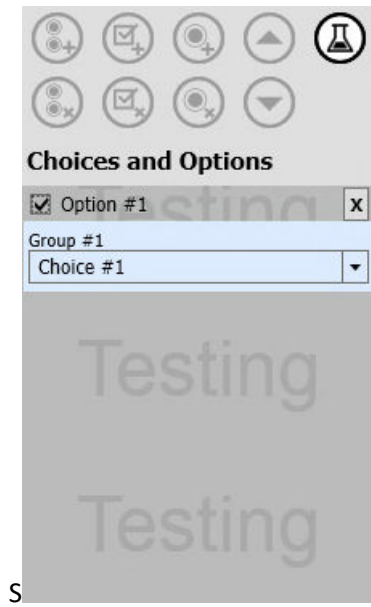 Choices and Options
Testing
Option #1
x
Group #1
Choice #1
Testing
Testing
S